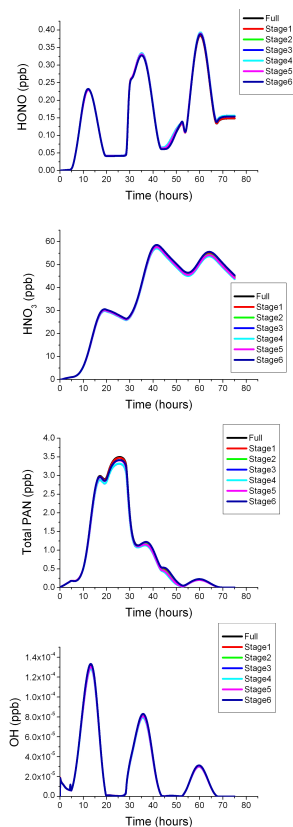 HONO (ppb)
0.40
0.35
0.30
0.25
0.20
0.15
0.10
0.05
0.00
0 10 20 30 40 50 60 70 80
Time (hours)
Full
Stage1
Stage2
Stage3
Stage4
Stage5
Stage6
HNO3 (ppb)
60
50
40
30
20
10
0
0 10 20 30 40 50 60 70 80
Time (hours)
Full
Stage1
Stage2
Stage3
Stage4
Stage5
Stage6
Total PAN (ppb)
4.0
3.5
3.0
2.5
2.0
1.5
1.0
0.5
0.0
0 10 20 30 40 50 60 70 80
Time (hours)
Full
Stage1
Stage2
Stage3
Stage4
Stage5
Stage6
OH (ppb)
1.4x10-4
1.2x10-4
1.0x10-4
8.0x10-5
6.0x10-5
4.0x10-5
2.0x10-5
0.0
0 10 20 30 40 50 60 70 80
Time (hours)
Full
Stage1
Stage2
Stage3
Stage4
Stage5
Stage6